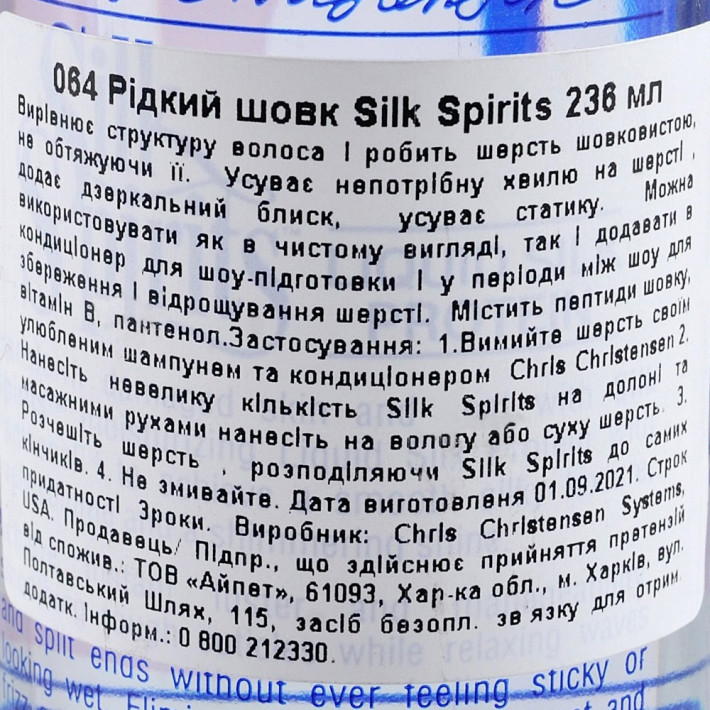 064 Рідкий шовк Silk Spirits 236 мл
Вирівнює структуру волоса і робить шерсть шовковистою,
не обтяжуючи її. Усуває непотрібну хвилю на шерсті ,
додає дзеркальний блиск, усуває статику. Можна
використовувати як в чистому вигляді, так і додавати в
кондиціонер для шоу-підготовки і у періоди між шоу для
збереження і відрощування шерсті. Містить пептиди шовку,
вітамін В, пантенол.Застосування: 1.Вимийте шерсть своїм
улюбленим шампунем та кондиціонером Chris Christensen 2.
Нанесіть невелику кількість Silk Spirits на долоні та
масажними рухами нанесіть на вологу або суху шерсть. 3.
Розчешіть шерсть , розподіляючи Silk Spirits до самих
кінчиків. 4. Не змивайте. Дата виготовленя 01.09.2021. Строк
придатності 3роки. Виробник: Chris Christensen Systems,
USA. Продавець/ Підпр., що здійснює прийняття претензій
від спожив.: ТОВ «Айпет», 61093, Хар-ка обл., м. Харків, вул.
Полтавський Шлях, 115, засіб безопл. зв'язку для отрим.
додатк. інформ.: 0 800 212330.
and split ends without ever feeling sticky or
looking wet.